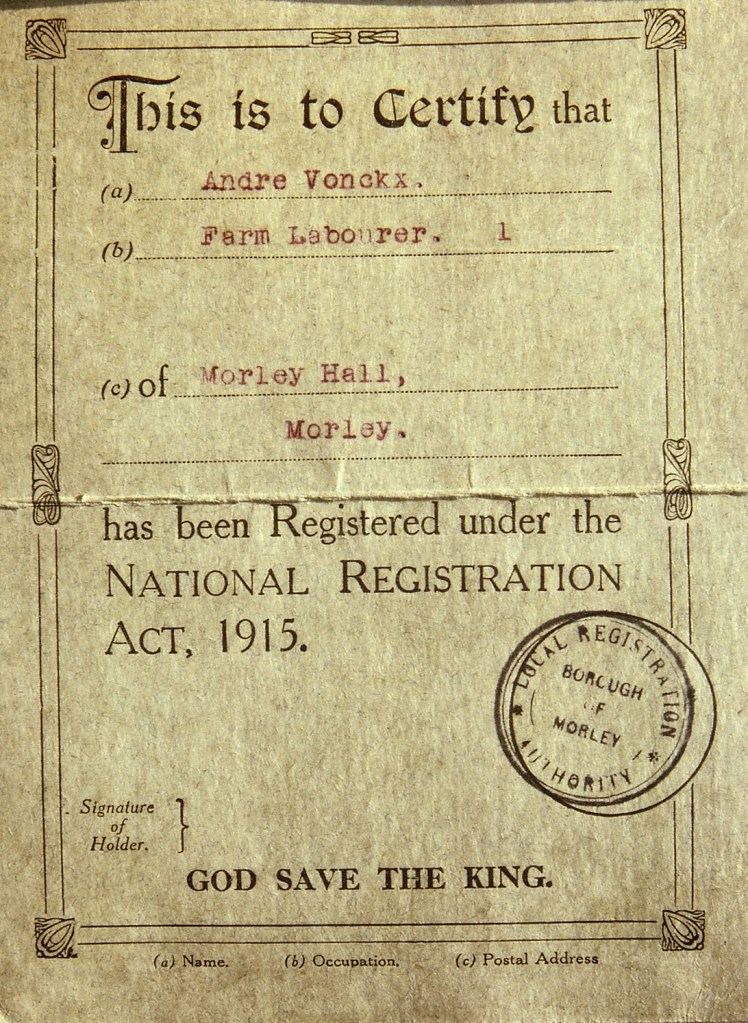 This is to Certify that
(a) Andre Vonckx.
(b) Farm Labourer. 1
(c) of Morley Hall,
Morley.
has been Registered under the
NATIONAL REGISTRATION
ACT, 1915.
LOCAL REGISTRATION
BOROUGH
OF
MORLEY
AUTHORITY
Signature
of
Holder.
GOD SAVE THE KING.
(a) Name. (b) Occupation. (c) Postal Address